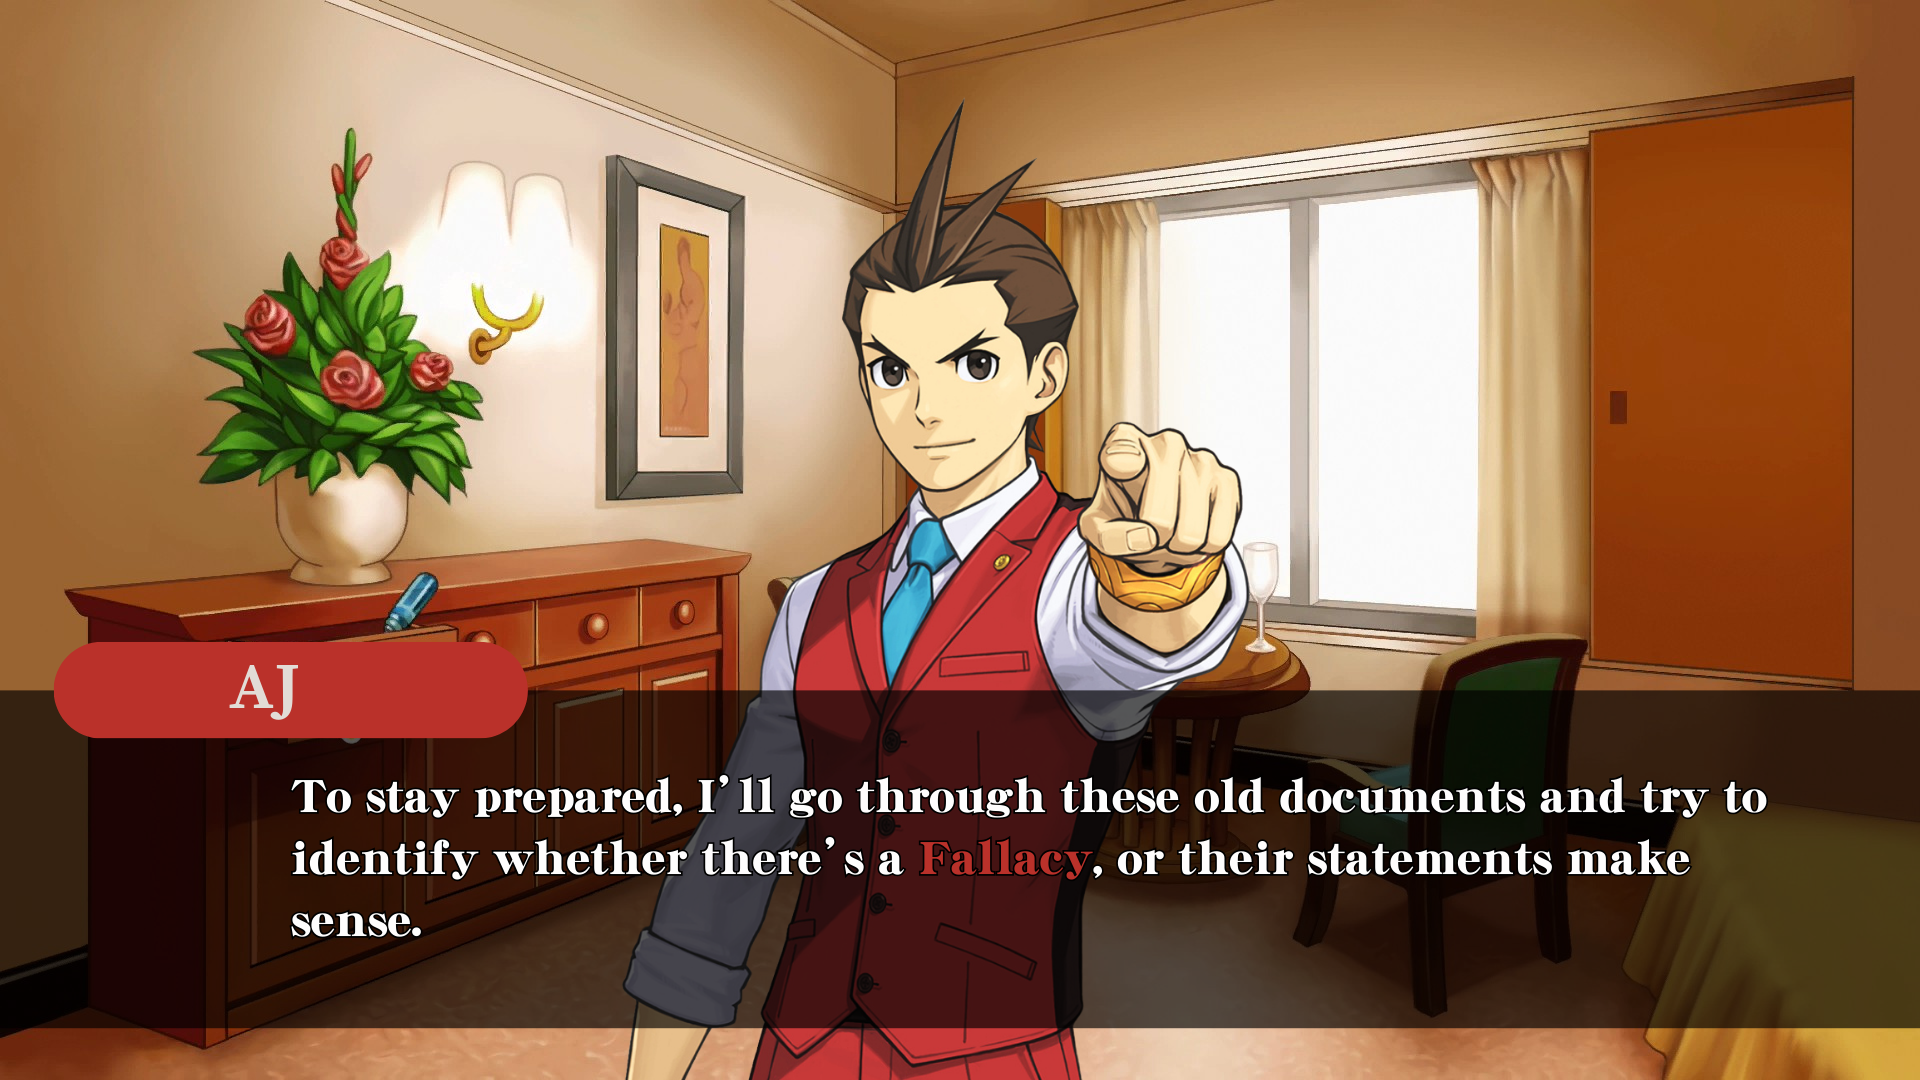 AJ
To stay prepared, I'll go through these old documents and try to
identify whether there's a Fallacy, or their statements make
sense.